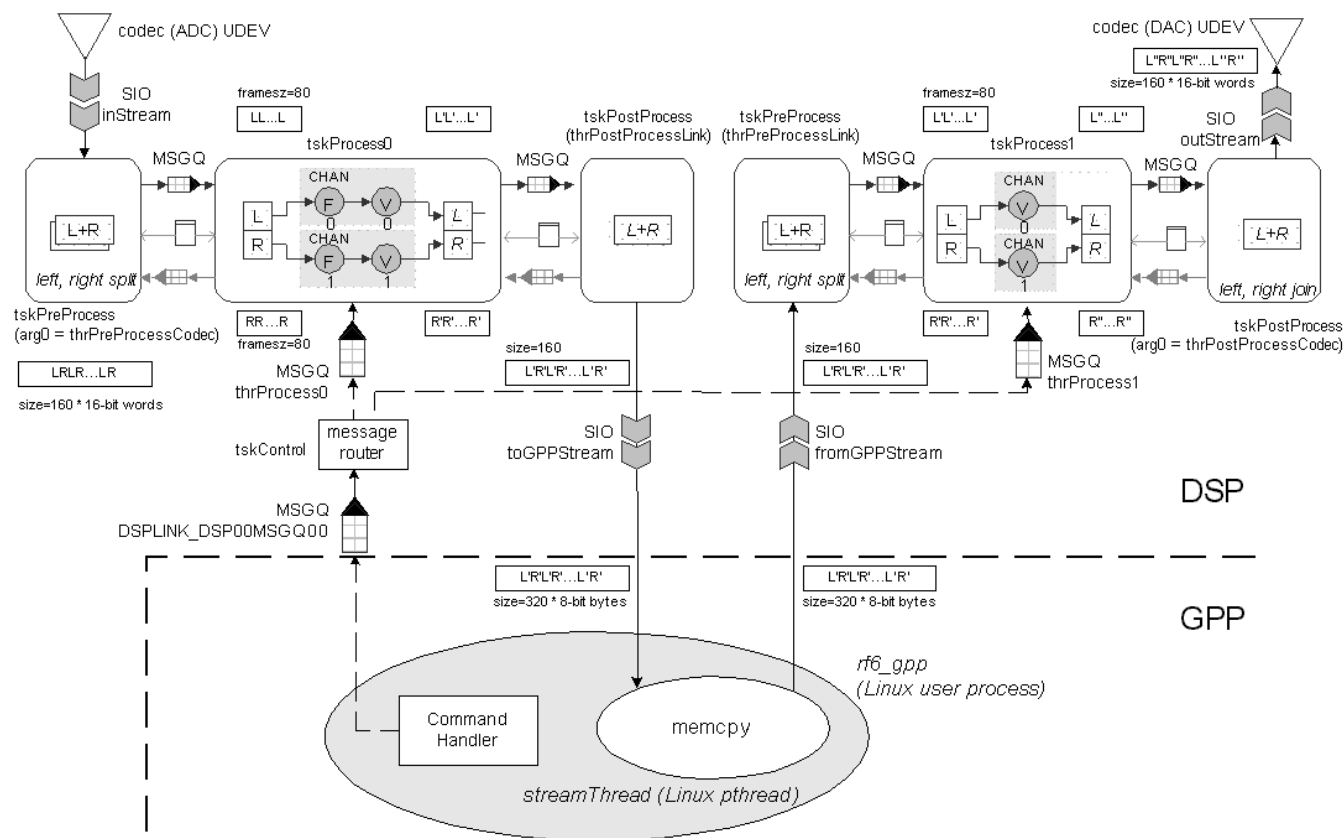 codec (ADC) UDEV
codec (DAC) UDEV
L"R"L"R"...L"R"
size=160 * 16-bit words
SIO
inStream
framesz=80
LL...L
L'L'...L'
tskPostProcess
(thrPostProcessLink)
tskPreProcess
(thrPreProcessLink)
framesz=80
L'L'...L'
L"...L"
SIO
outStream
MSGQ
tskProcess0
MSGQ
MSGQ
tskProcess1
MSGQ
L+R
left, right split
L
R
CHAN
F
0
V
0
CHAN
F
1
V
1
L
R
L+R
L+R
left, right split
L
R
CHAN
V
0
CHAN
V
1
L
R
L+R
left, right join
tskPreProcess
(arg0 = thrPreProcessCodec)
LRLR...LR
size=160 * 16-bit words
RR...R
framesz=80
R'R'...R'
MSGQ
thrProcess0
size=160
L'R'L'R'...L'R'
size=160
L'R'L'R'...L'R'
R'R'...R'
R"...R"
tskPostProcess
(arg0 = thrPostProcessCodec)
MSGQ
thrProcess1
tskControl
message
router
SIO
toGPPStream
SIO
fromGPPStream
MSGQ
DSPLINK_DSP00MSGQ00
DSP
L'R'L'R'...L'R'
size=320 * 8-bit bytes
L'R'L'R'...L'R'
size=320 * 8-bit bytes
GPP
rf6_gpp
(Linux user process)
Command
Handler
memcpy
streamThread (Linux pthread)